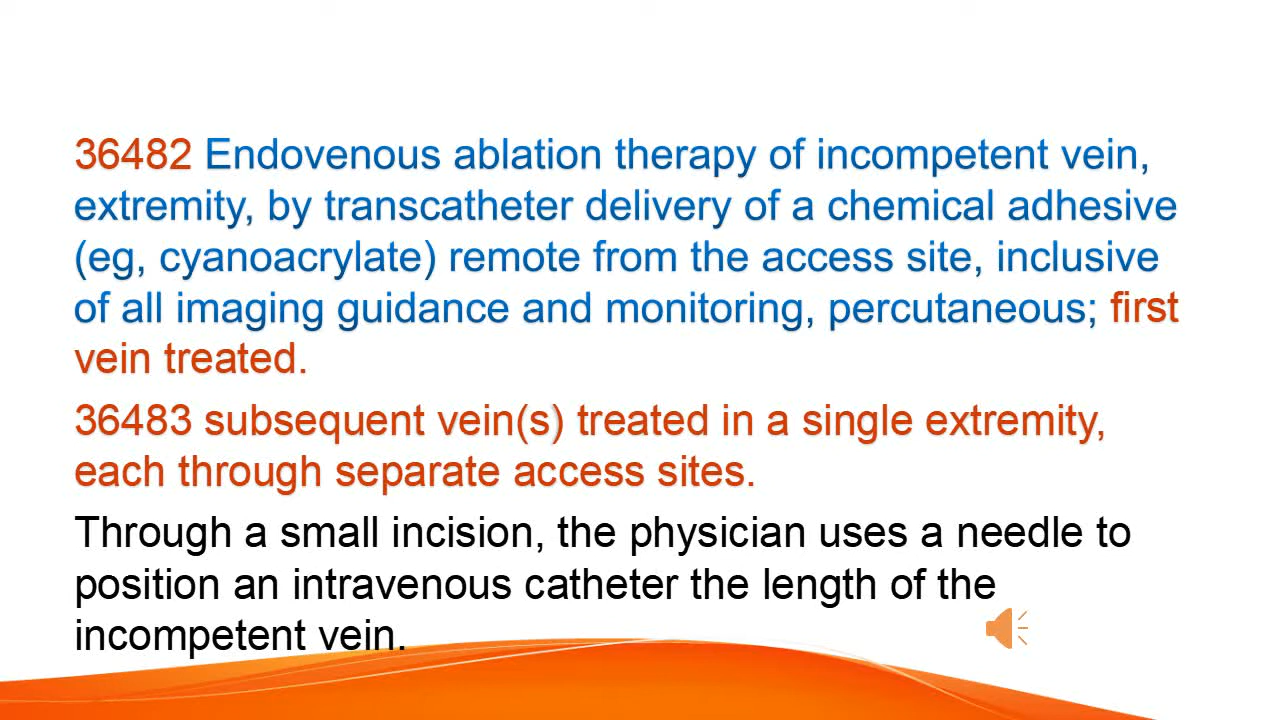 36482 Endovenous ablation therapy of incompetent vein,
extremity, by transcatheter delivery of a chemical adhesive
(eg, cyanoacrylate) remote from the access site, inclusive
of all imaging guidance and monitoring, percutaneous; first
vein treated.
36483 subsequent vein(s) treated in a single extremity,
each through separate access sites.
Through a small incision, the physician uses a needle to
position an intravenous catheter the length of the
incompetent vein.